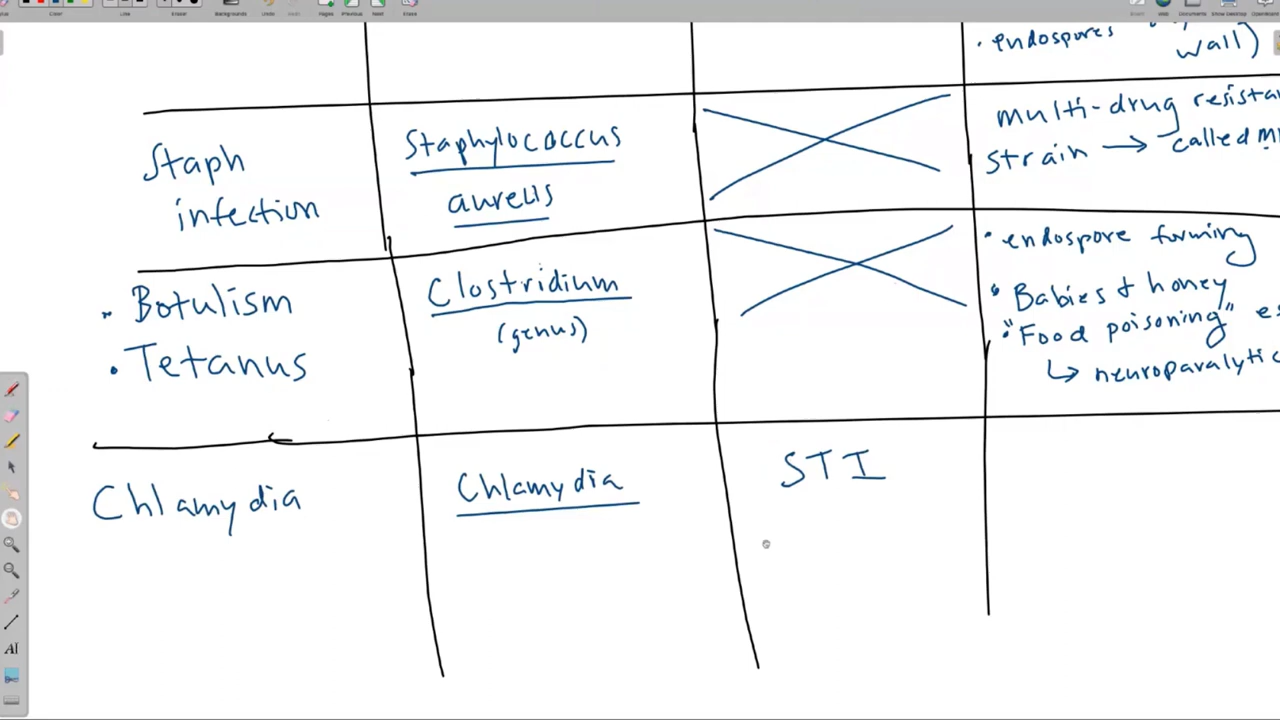 · endospores
wall)
Staph
infection
Staphylococcus
aureus
multi-drug resista
strain → called M
· Botulism
· Tetanus
Clostridium
(genus)
· endospore forming
· Babies & honey
· "Food poisoning" es
↳ neuroparalytic
Chlamydia
Chlamydia
STI